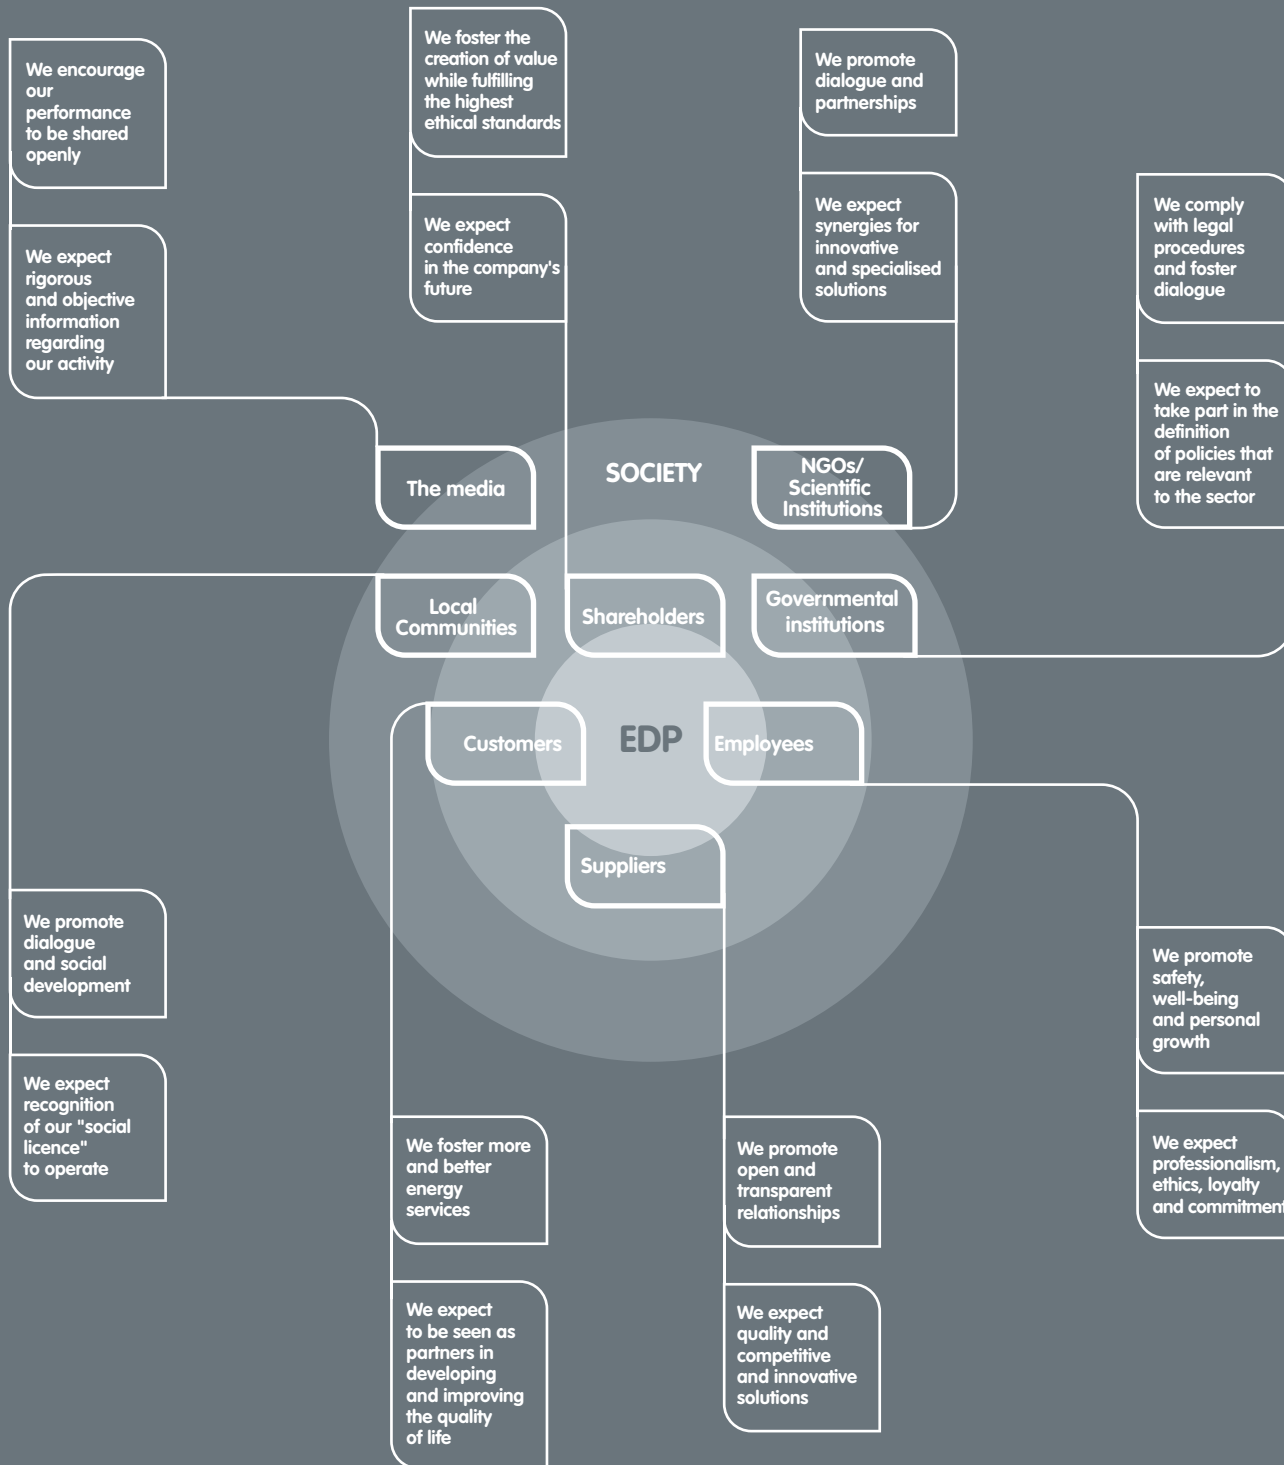 We encourage
our
performance
to be shared
openly
We expect
rigorous
and objective
information
regarding
our activity
We foster the
creation of value
while fulfilling
the highest
ethical standards
We expect
confidence
in the company's
future
We promote
dialogue and
partnerships
We expect
synergies for
innovative
and specialised
solutions
We comply
with legal
procedures
and foster
dialogue
We expect to
take part in the
definition
of policies that
are relevant
to the sector
The media
SOCIETY
NGOs/
Scientific
Institutions
Local
Communities
Shareholders
Governmental
institutions
Customers
EDP
Employees
Suppliers
We promote
dialogue
and social
development
We expect
recognition
of our "social
licence"
to operate
We foster more
and better
energy
services
We expect
to be seen as
partners in
developing
and improving
the quality
of life
We promote
open and
transparent
relationships
We expect
quality and
competitive
and innovative
solutions
We promote
safety,
well-being
and personal
growth
We expect
professionalism,
ethics, loyalty
and commitment